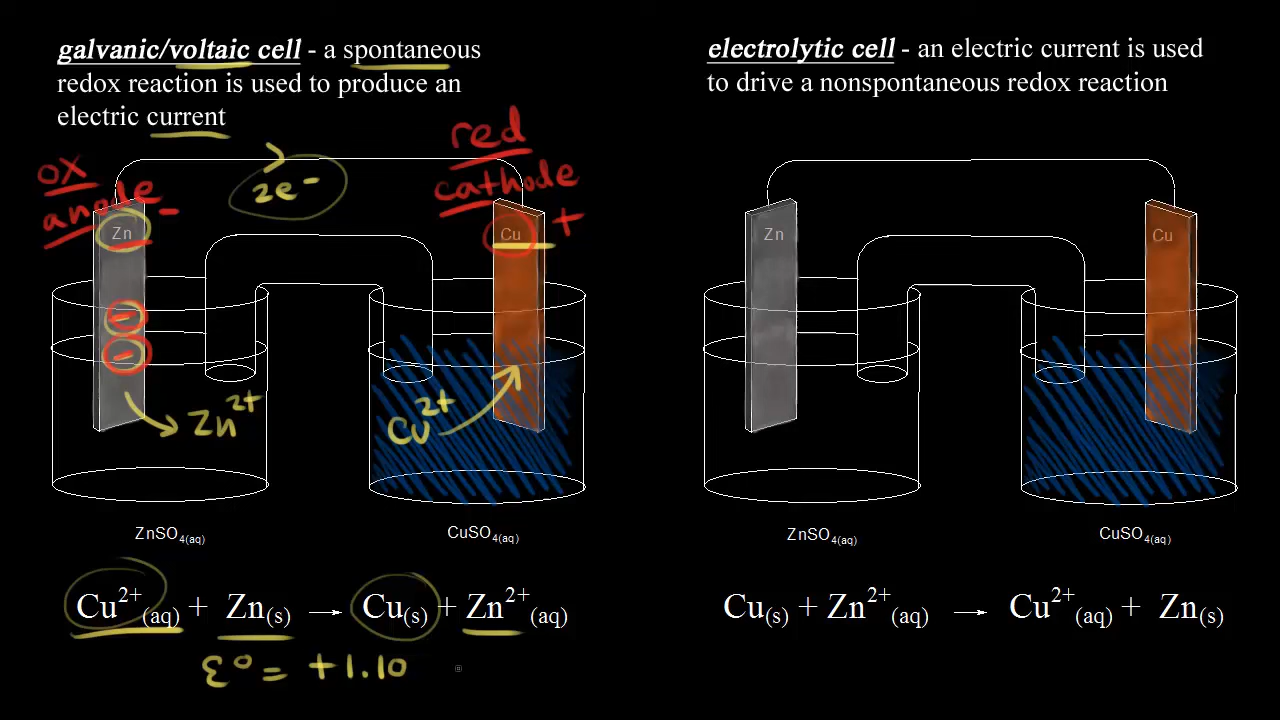 galvanic/voltaic cell - a spontaneous
redox reaction is used to produce an
electric current
ox
anode -
Zn
-
-
Zn²⁺
2e⁻
red
cathode
+
Cu
Cu²⁺
ZnSO₄(aq)
CuSO₄(aq)
Cu²⁺(aq) + Zn(s) → Cu(s) + Zn²⁺(aq)
ε° = +1.10
electrolytic cell - an electric current is used
to drive a nonspontaneous redox reaction
Zn
Cu
ZnSO₄(aq)
CuSO₄(aq)
Cu(s) + Zn²⁺(aq) → Cu²⁺(aq) + Zn(s)